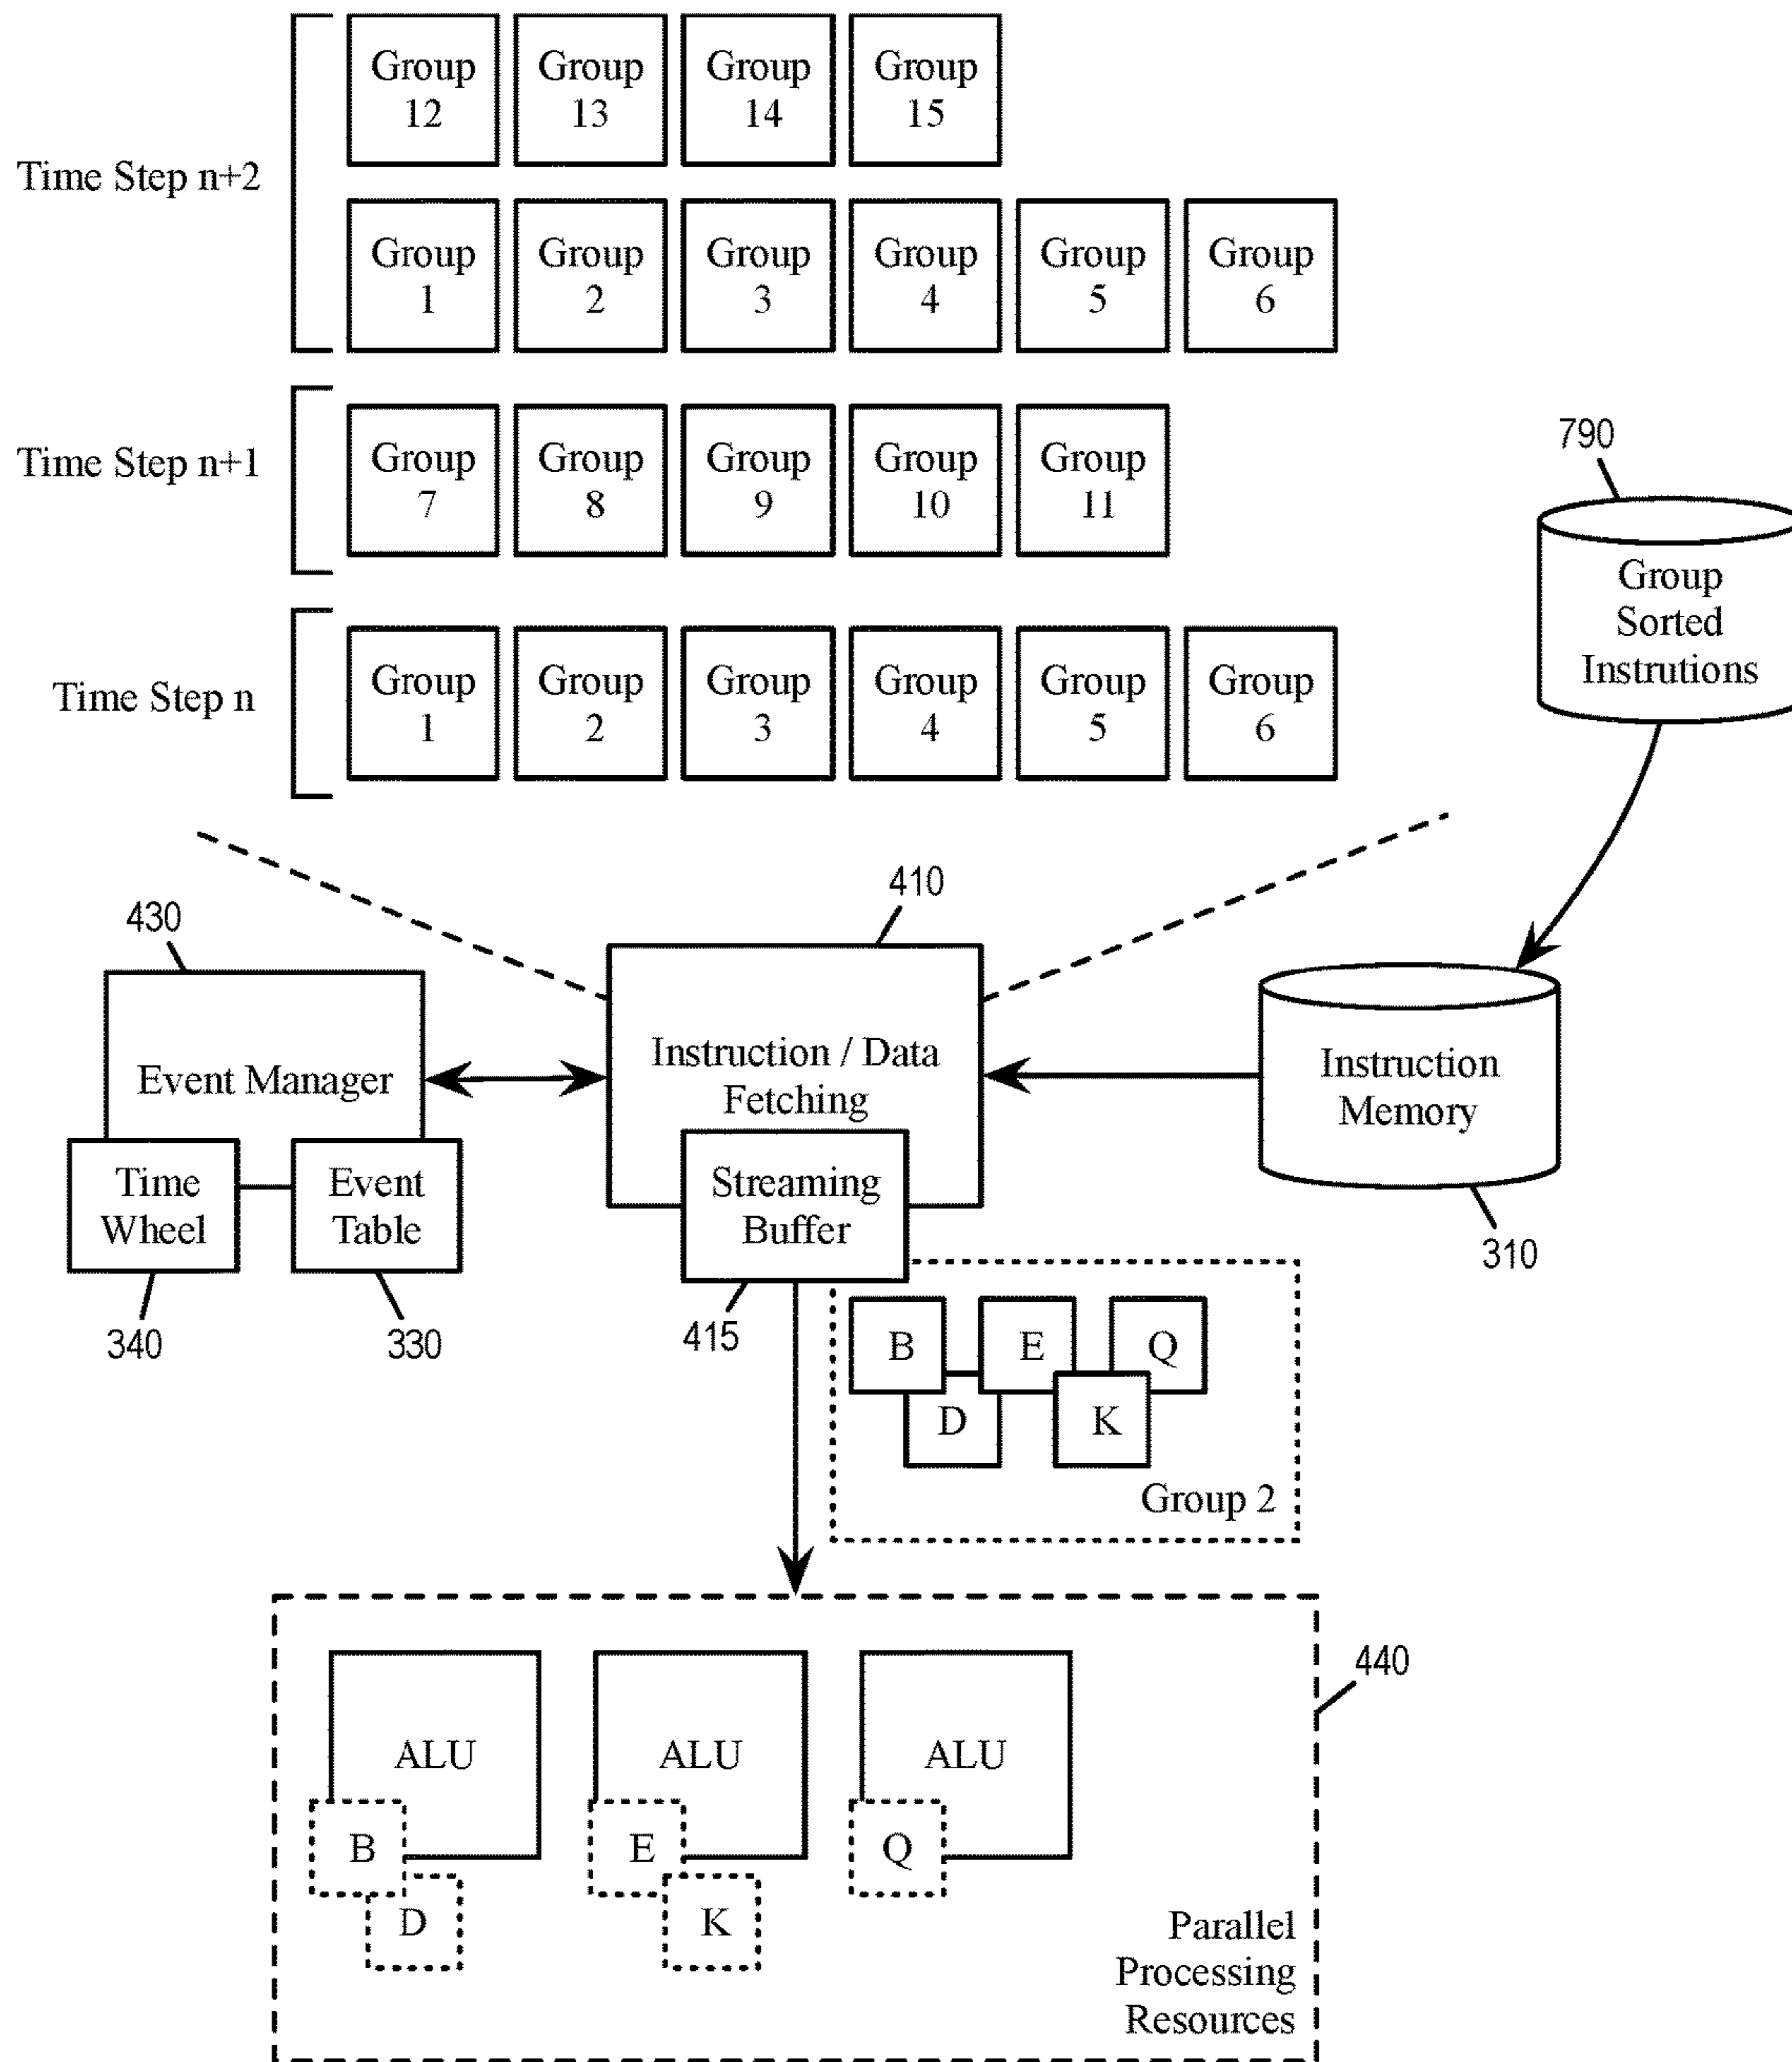 Group
12
Group
13
Group
14
Group
15
Time Step n+2
Group
1
Group
2
Group
3
Group
4
Group
5
Group
6
Time Step n+1
Group
7
Group
8
Group
9
Group
10
Group
11
790
Group
Sorted
Instrutions
Time Step n
Group
1
Group
2
Group
3
Group
4
Group
5
Group
6
430
410
Event Manager
Instruction / Data
Fetching
Instruction
Memory
Time
Wheel
Event
Table
Streaming
Buffer
340
330
415
310
B
E
Q
D
K
Group 2
440
ALU
ALU
ALU
B
E
Q
D
K
Parallel
Processing
Resources